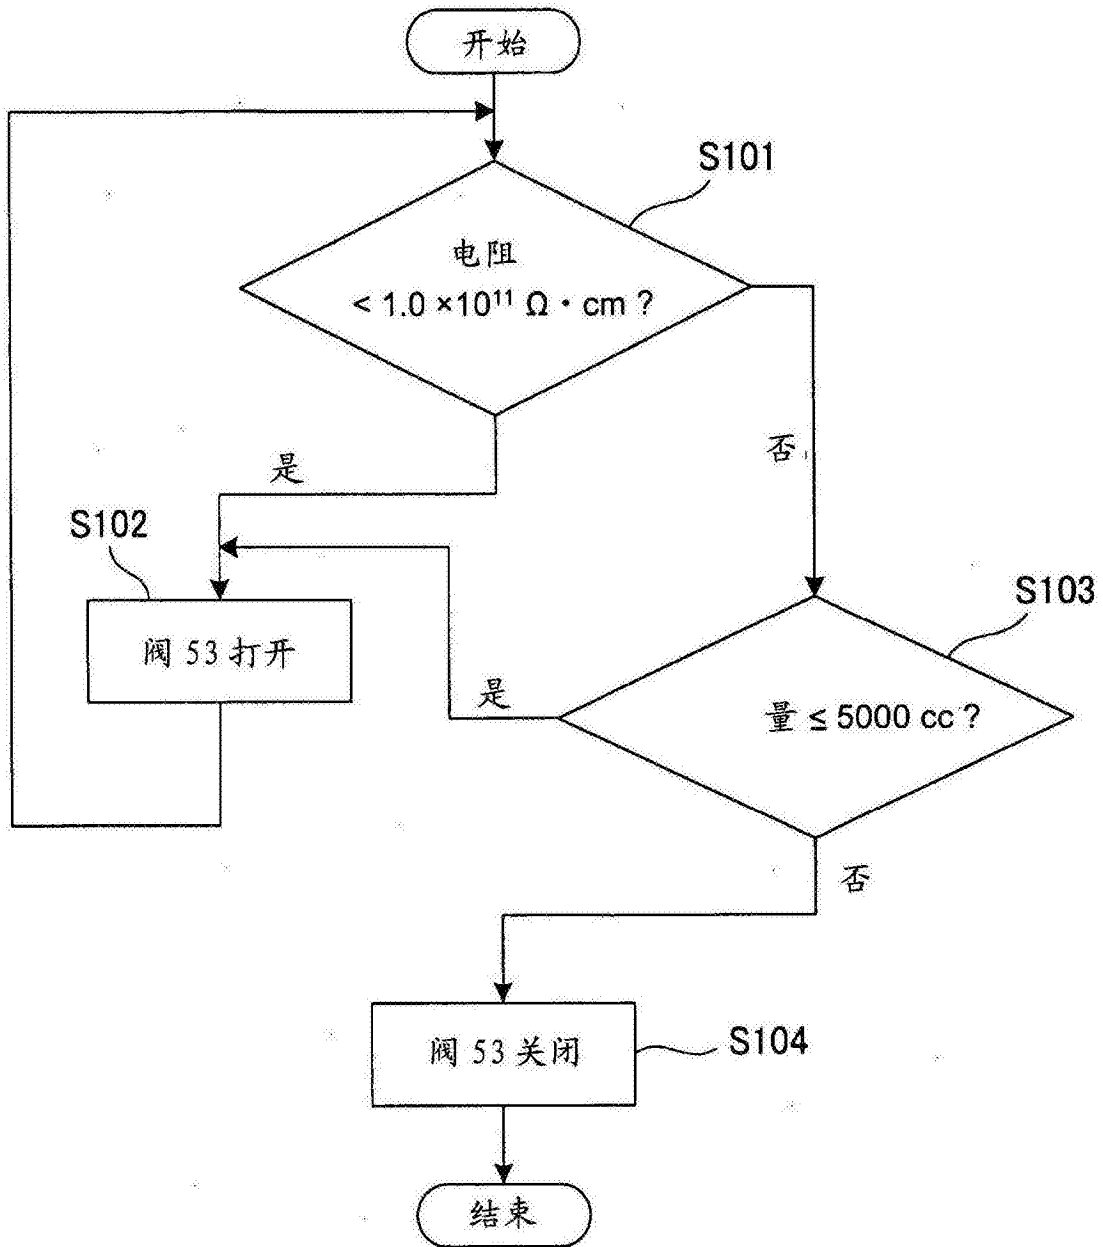 开始
S101
电阻
< 1.0 ×10¹¹ Ω・cm ?
否
是
S102
S103
阀 53 打开
是
量 ≤ 5000 cc ?
否
阀 53 关闭
S104
结束